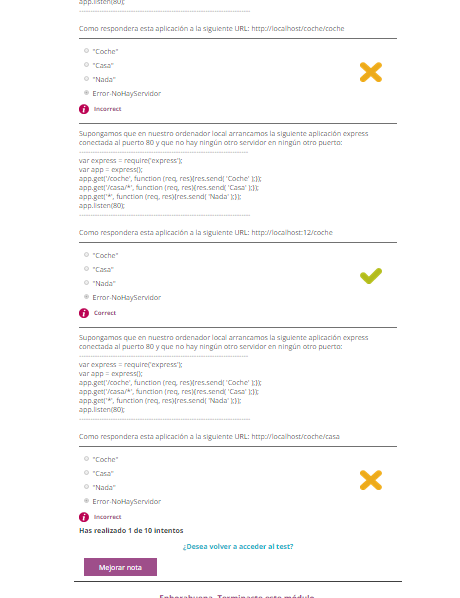 app.listen(80);
----------------------------------------------------------------------
Como respondera esta aplicación a la siguiente URL: http://localhost/coche/coche
"Coche"
"Casa"
"Nada"
Error-NoHayServidor
Incorrect
Supongamos que en nuestro ordenador local arrancamos la siguiente aplicación express
conectada al puerto 80 y que no hay ningún otro servidor en ningún otro puerto:
----------------------------------------------------------------------
var express = require('express');
var app = express();
app.get('/coche', function (req, res){res.send( 'Coche' );});
app.get('/casa/*', function (req, res){res.send( 'Casa' );});
app.get('*', function (req, res){res.send( 'Nada' );});
app.listen(80);
----------------------------------------------------------------------
Como respondera esta aplicación a la siguiente URL: http://localhost:12/coche
"Coche"
"Casa"
"Nada"
Error-NoHayServidor
Correct
Supongamos que en nuestro ordenador local arrancamos la siguiente aplicación express
conectada al puerto 80 y que no hay ningún otro servidor en ningún otro puerto:
----------------------------------------------------------------------
var express = require('express');
var app = express();
app.get('/coche', function (req, res){res.send( 'Coche' );});
app.get('/casa/*', function (req, res){res.send( 'Casa' );});
app.get('*', function (req, res){res.send( 'Nada' );});
app.listen(80);
----------------------------------------------------------------------
Como respondera esta aplicación a la siguiente URL: http://localhost/coche/casa
"Coche"
"Casa"
"Nada"
Error-NoHayServidor
Incorrect
Has realizado 1 de 10 intentos
¿Desea volver a acceder al test?
Mejorar nota
Enhorabuena. Terminaste este módulo